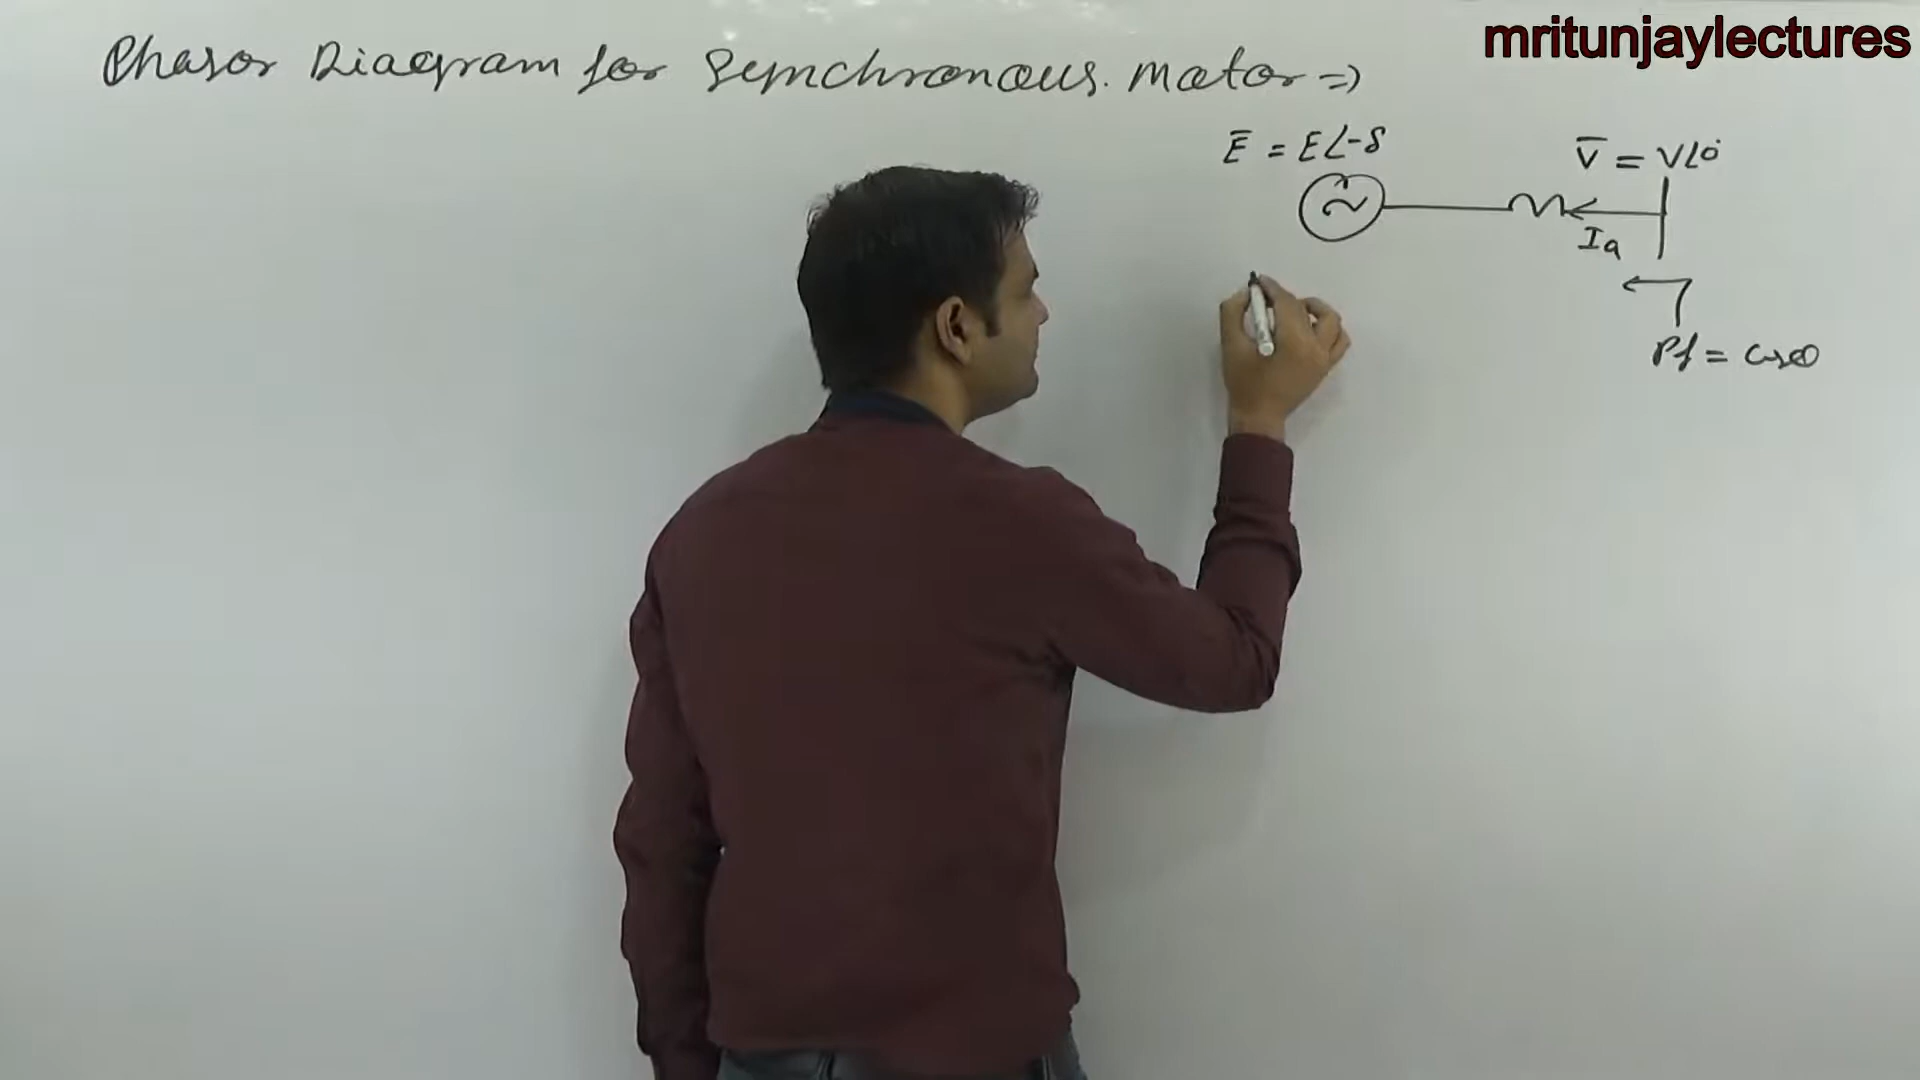 mritunjaylectures
Phasor Diagram for Synchronous. Motor ⇒
E̅ = E∠-δ
V̅ = V∠0°
Ia
Pf = cosθ